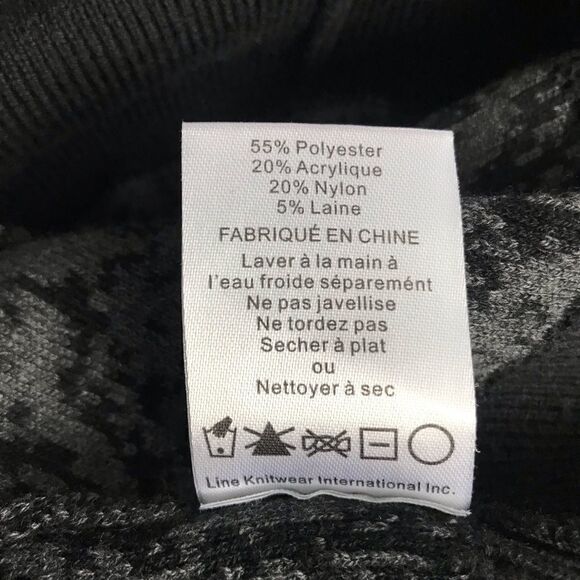 55% Polyester
20% Acrylique
20% Nylon
5% Laine
FABRIQUÉ EN CHINE
Laver à la main à
l'eau froide séparemént
Ne pas javellise
Ne tordez pas
Secher à plat
ou
Nettoyer à sec
Line Knitwear International Inc.